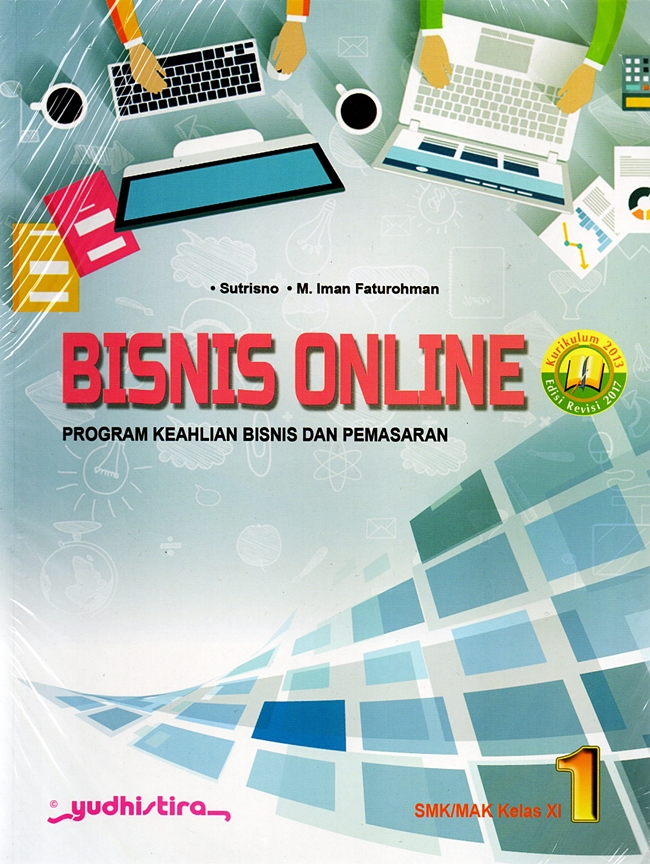 • Sutrisno • M. Iman Faturohman
BISNIS ONLINE
Kurikulum 2013
Edisi Revisi 2017
PROGRAM KEAHLIAN BISNIS DAN PEMASARAN
© yudhistira
SMK/MAK Kelas XI 1